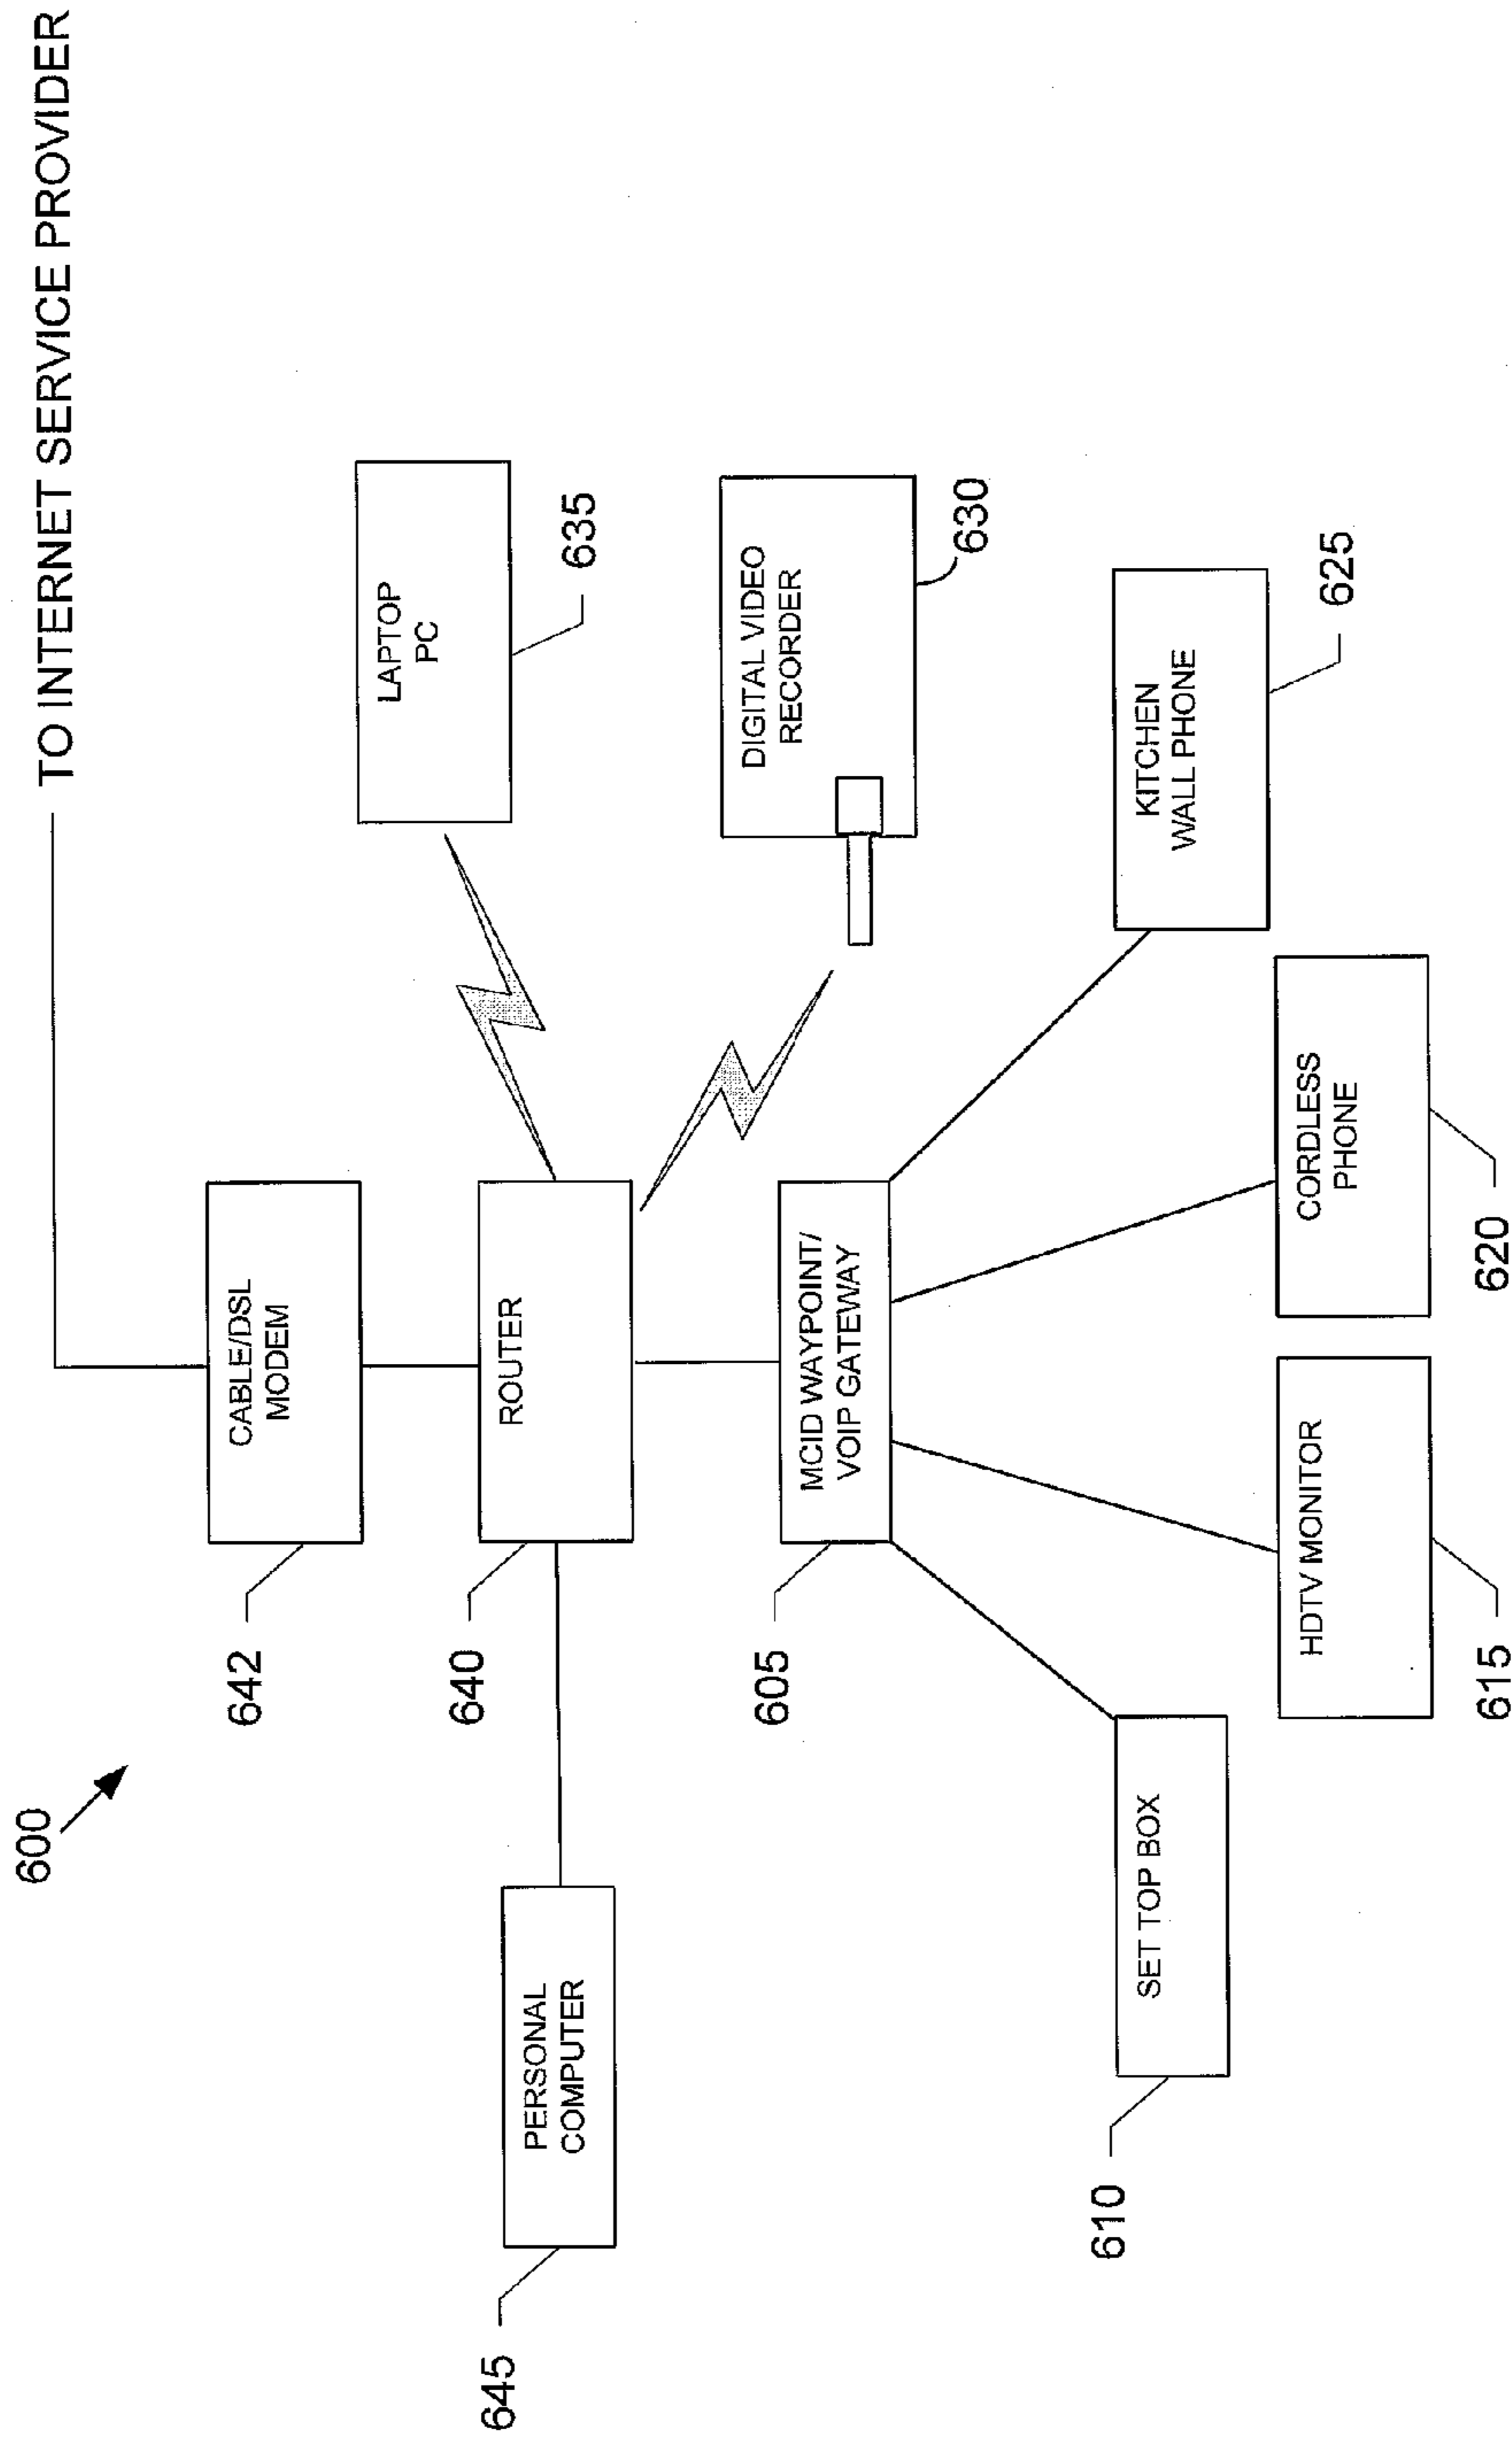 600
TO INTERNET SERVICE PROVIDER
642
CABLE/DSL
MODEM
LAPTOP
PC
635
645
PERSONAL
COMPUTER
640
ROUTER
DIGITAL VIDEO
RECORDER
630
605
MCID WAYPOINT/
VOIP GATEWAY
610
SET TOP BOX
KITCHEN
WALL PHONE
625
HDTV MONITOR
615
CORDLESS
PHONE
620